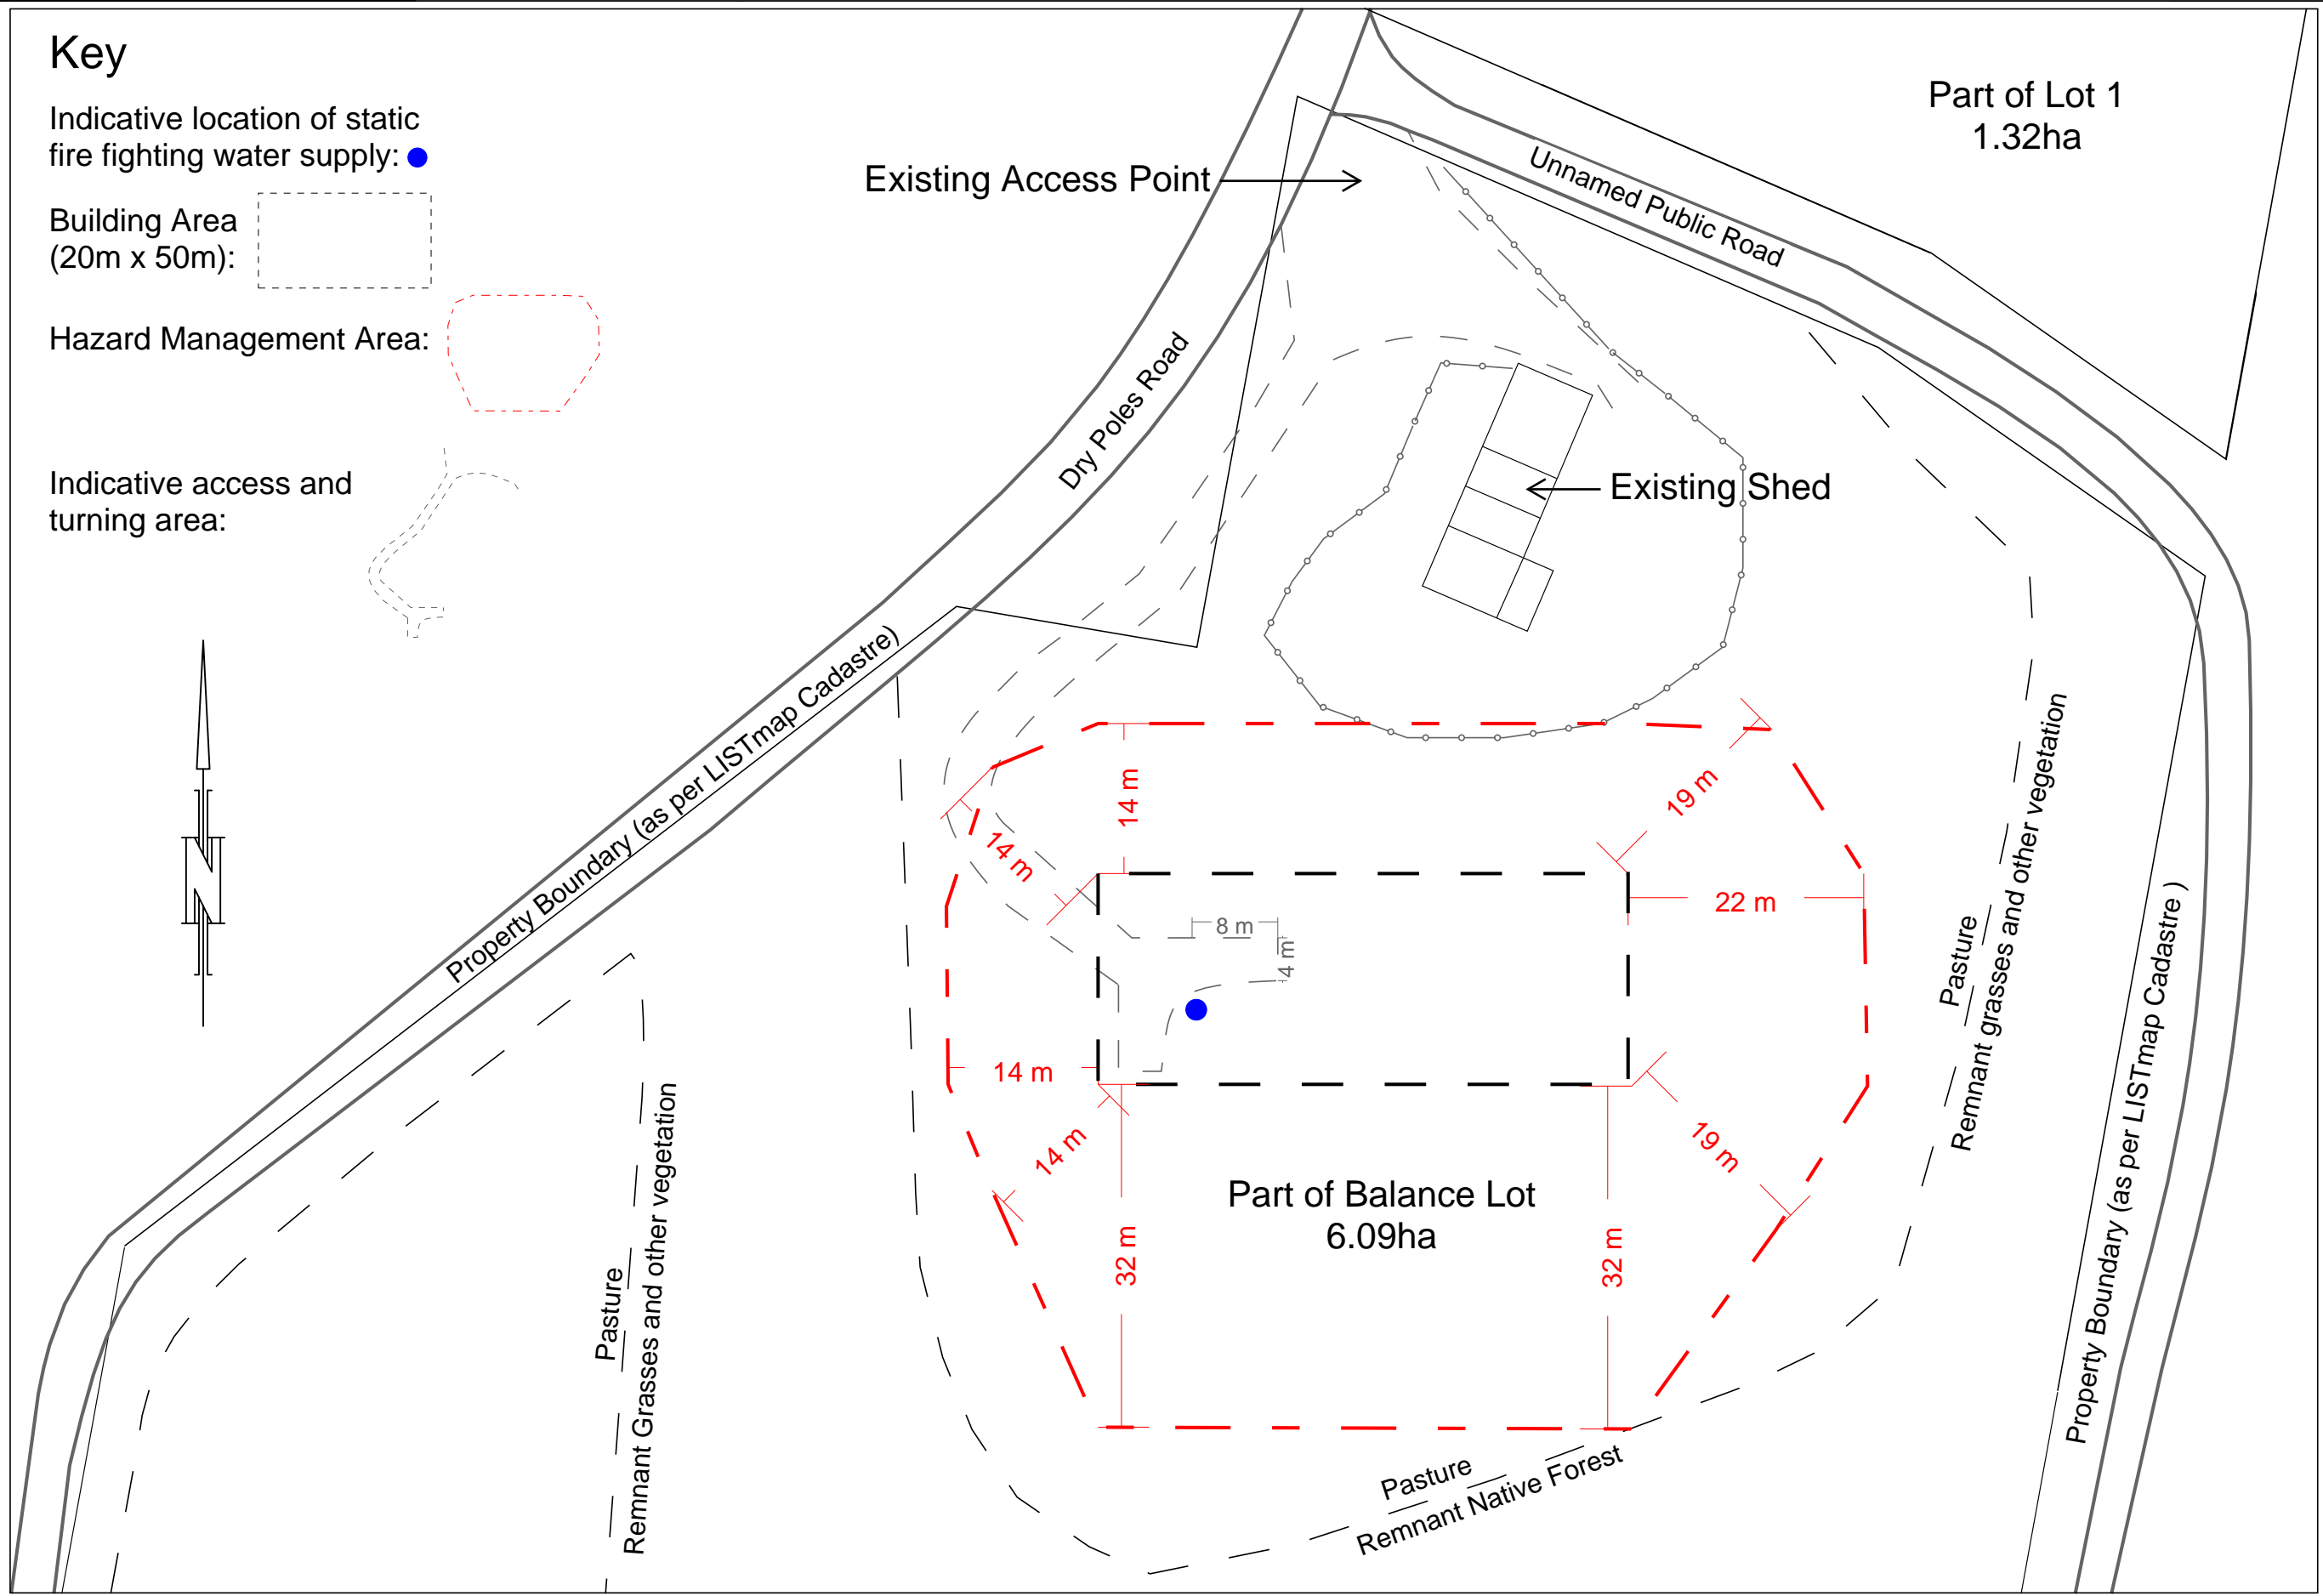 Key
Indicative location of static
fire fighting water supply:
Building Area
(20m x 50m):
Hazard Management Area:
Indicative access and
turning area:
N
Part of Lot 1
1.32ha
Existing Access Point
Unnamed Public Road
Dry Poles Road
Existing Shed
Property Boundary (as per LISTmap Cadastre)
14 m
19 m
14 m
22 m
8 m
4 m
14 m
14 m
19 m
32 m
32 m
Part of Balance Lot
6.09ha
Pasture
Remnant grasses and other vegetation
Property Boundary (as per LISTmap Cadastre )
Pasture
Remnant Grasses and other vegetation
Pasture
Remnant Native Forest